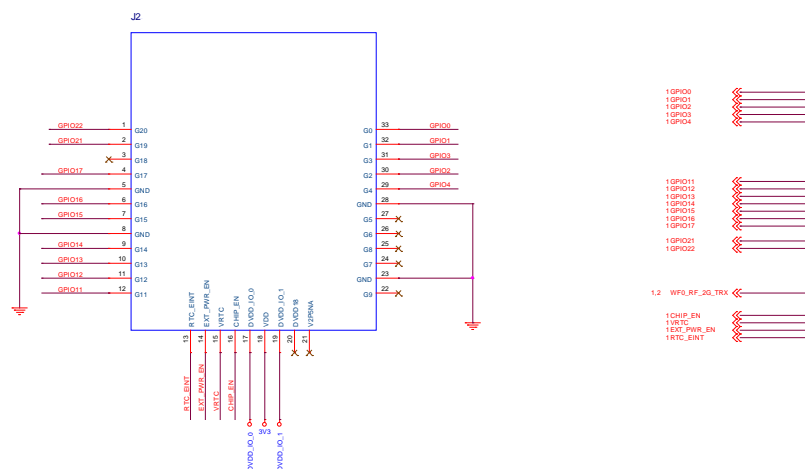 J2
GPIO22 1 G20
GPIO21 2 G19
3 G18
GPIO17 4 G17
5 GND
GPIO16 6 G16
GPIO15 7 G15
8 GND
GPIO14 9 G14
GPIO13 10 G13
GPIO12 11 G12
GPIO11 12 G11
G0 33 GPIO0
G1 32 GPIO1
G3 31 GPIO3
G2 30 GPIO2
G4 29 GPIO4
GND 28
G5 27
G6 26
G8 25
G7 24
GND 23
G9 22
RTC_EINT 13 RTC_EINT
EXT_PWR_EN 14 EXT_PWR_EN
VRTC 15 VRTC
CHIP_EN 16 CHIP_EN
DVDD_IO_0 17 DVDD_IO_0
VDD 18 3V3
DVDD_IO_1 19 DVDD_IO_1
DVDD18 20
V2P5NA 21
1 GPIO0
1 GPIO1
1 GPIO2
1 GPIO3
1 GPIO4
1 GPIO11
1 GPIO12
1 GPIO13
1 GPIO14
1 GPIO15
1 GPIO16
1 GPIO17
1 GPIO21
1 GPIO22
1,2 WF0_RF_2G_TRX
1 CHIP_EN
1 VRTC
1 EXT_PWR_EN
1 RTC_EINT